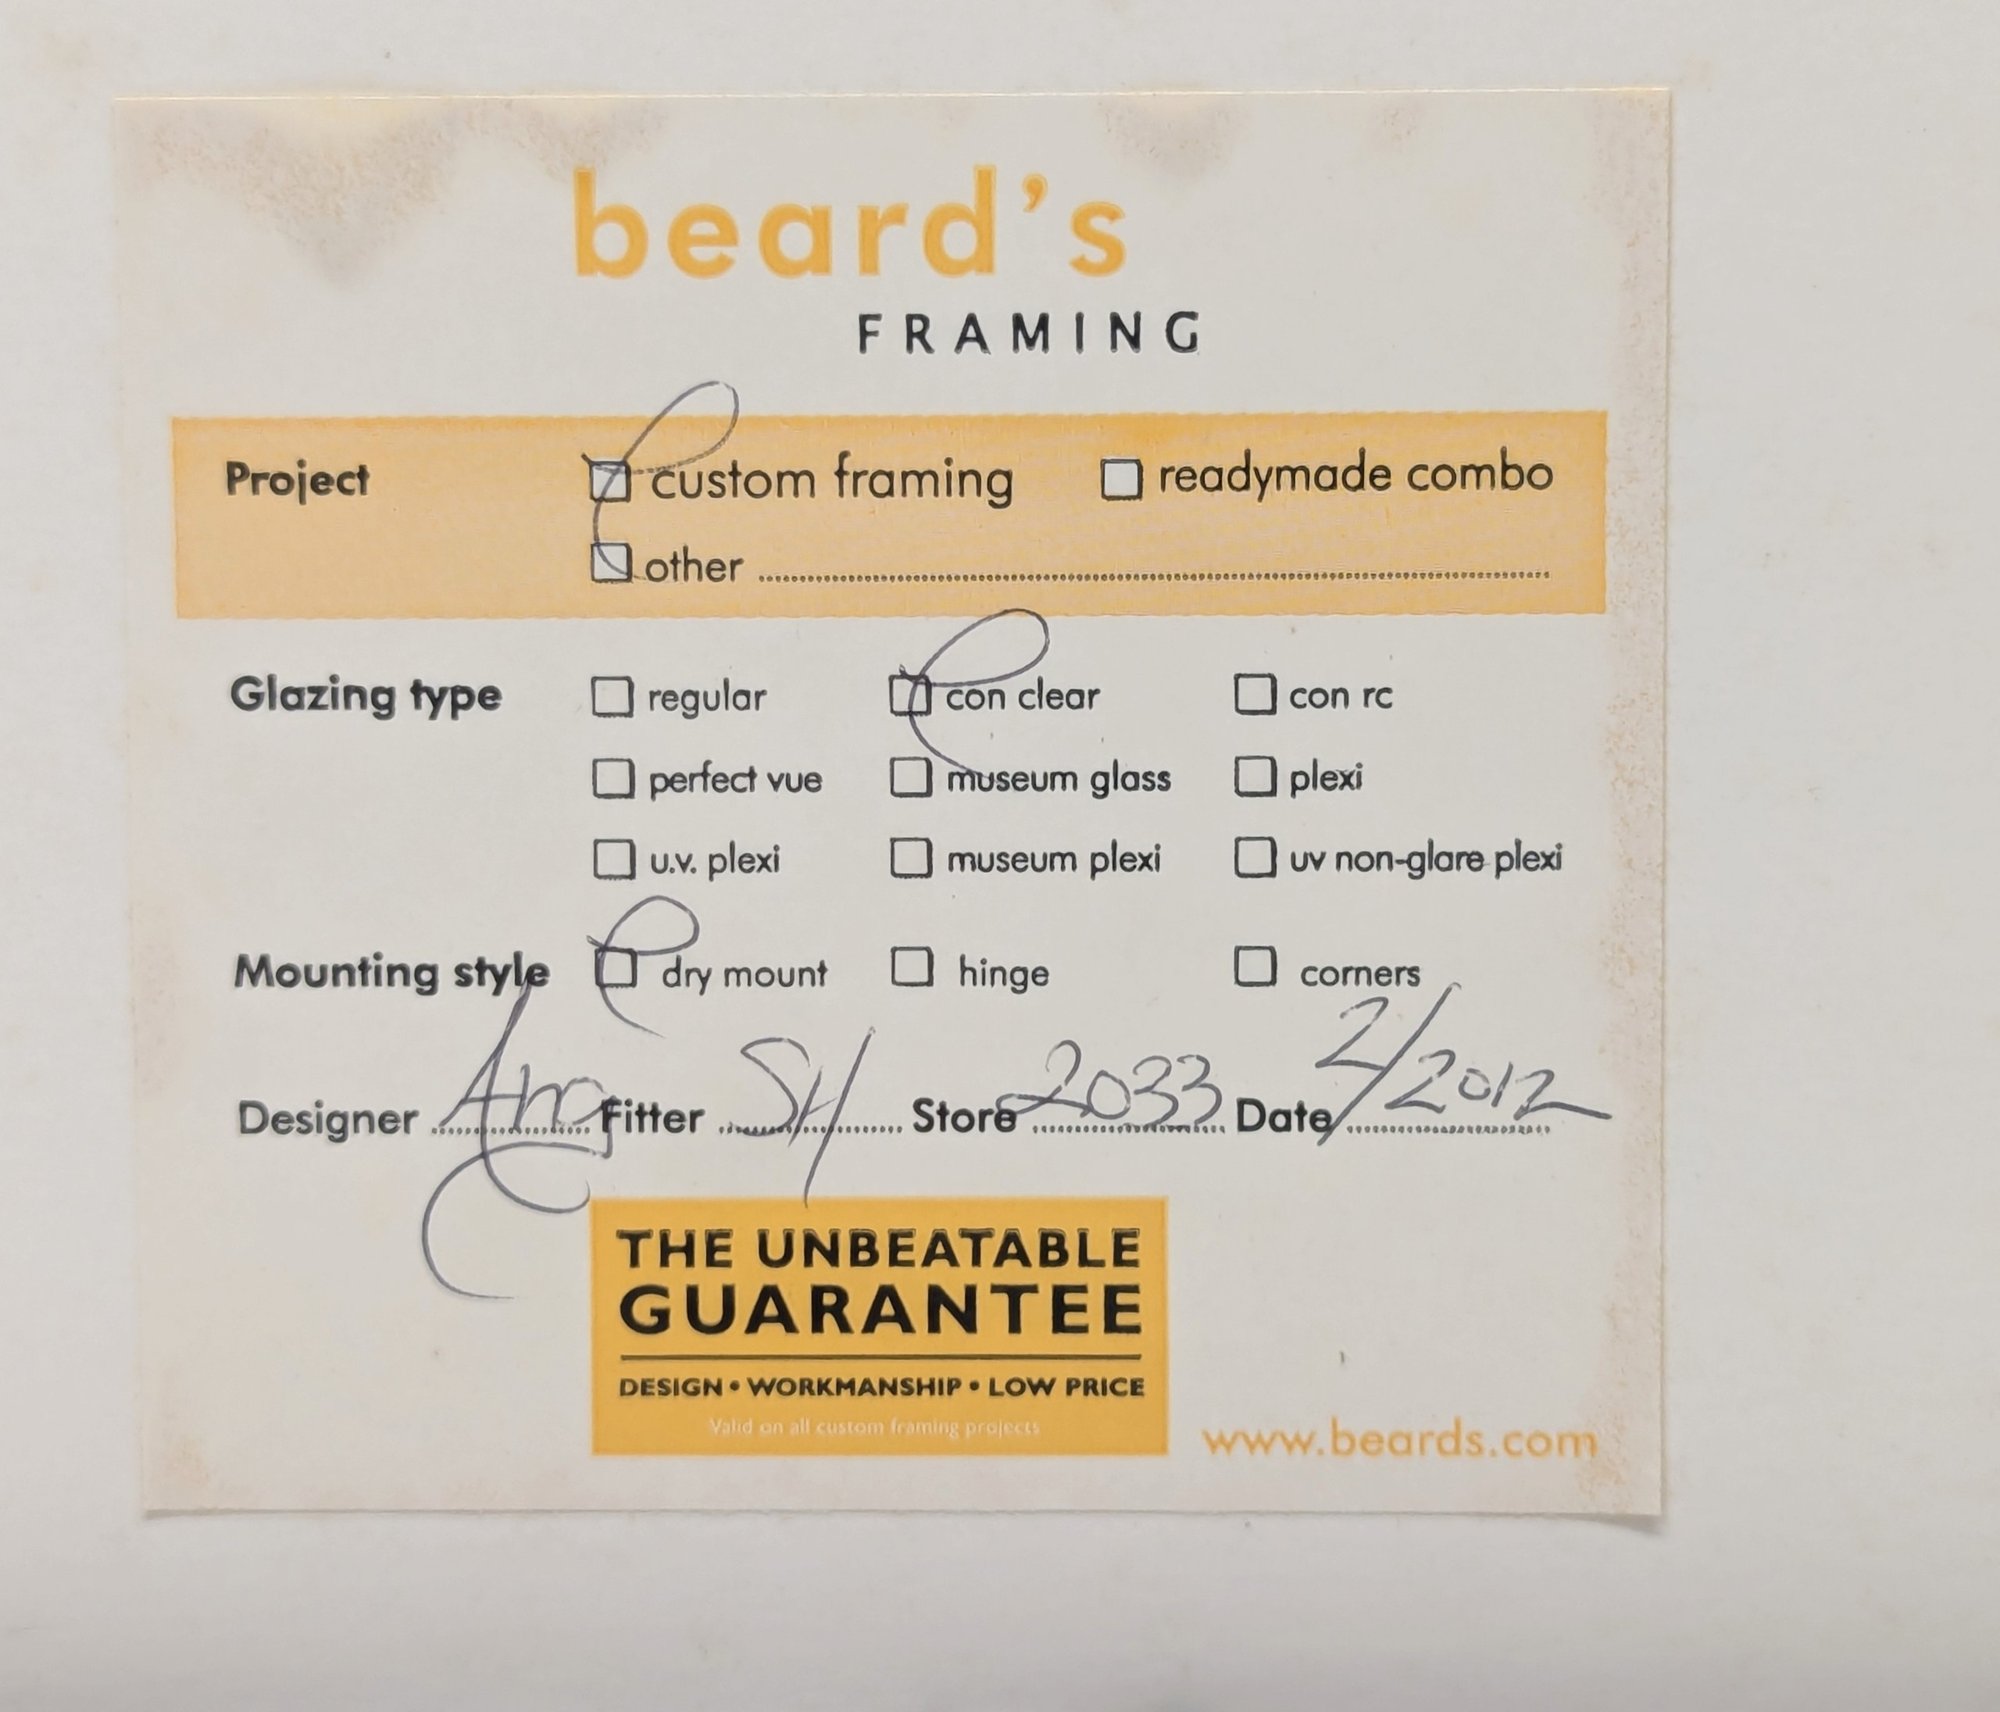 beard's
FRAMING
Project custom framing readymade combo
other
Glazing type regular con clear con rc
perfect vue museum glass plexi
u.v. plexi museum plexi uv non-glare plexi
Mounting style dry mount hinge corners
Designer Fitter SH Store 2033 Date 2/2012
THE UNBEATABLE
GUARANTEE
DESIGN • WORKMANSHIP • LOW PRICE
Valid on all custom framing projects
www.beards.com